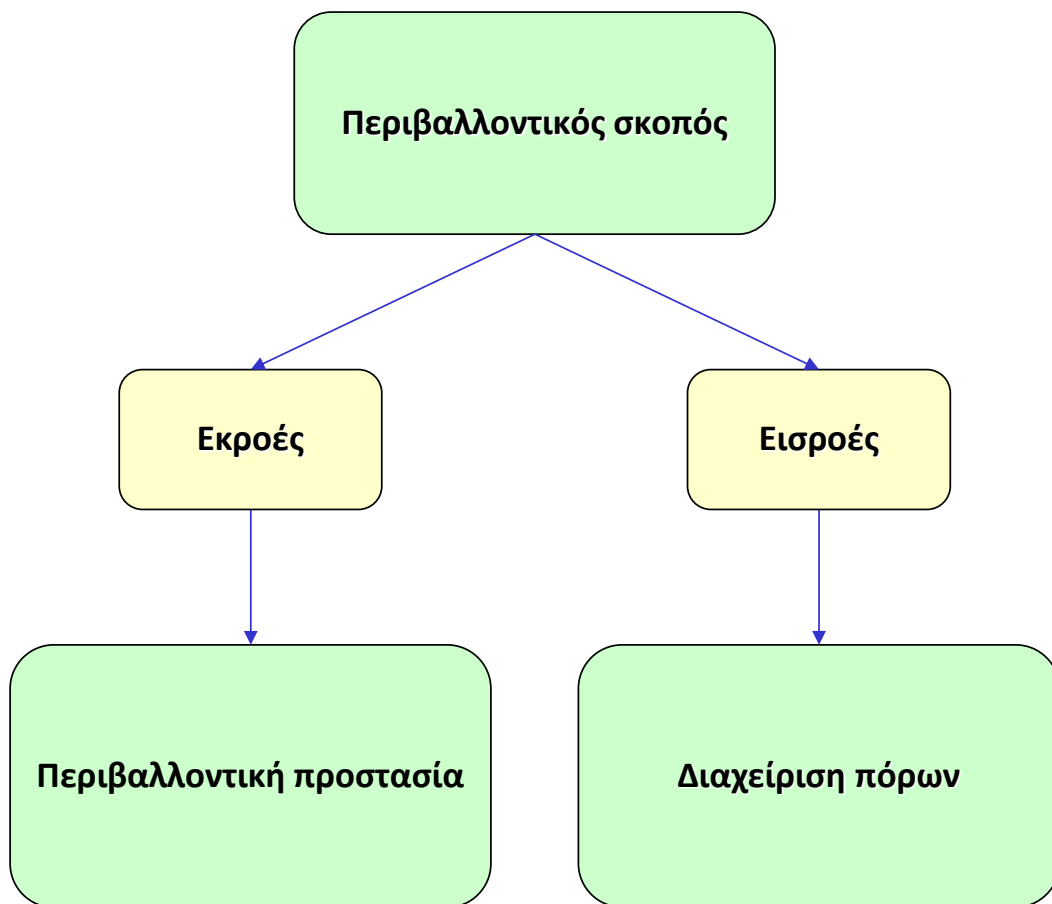 Περιβαλλοντικός σκοπός
Εκροές
Εισροές
Περιβαλλοντική προστασία
Διαχείριση πόρων